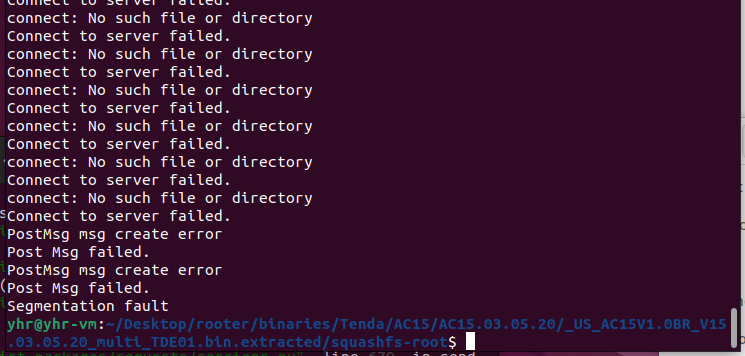 Connect to server failed.
connect: No such file or directory
Connect to server failed.
connect: No such file or directory
Connect to server failed.
connect: No such file or directory
Connect to server failed.
connect: No such file or directory
Connect to server failed.
connect: No such file or directory
Connect to server failed.
connect: No such file or directory
Connect to server failed.
PostMsg msg create error
Post Msg failed.
PostMsg msg create error
Post Msg failed.
Segmentation fault
yhr@yhr-vm:~/Desktop/rooter/binaries/Tenda/AC15/AC15.03.05.20/_US_AC15V1.0BR_V15
.03.05.20_multi_TDE01.bin.extracted/squashfs-root$
line 670, in send